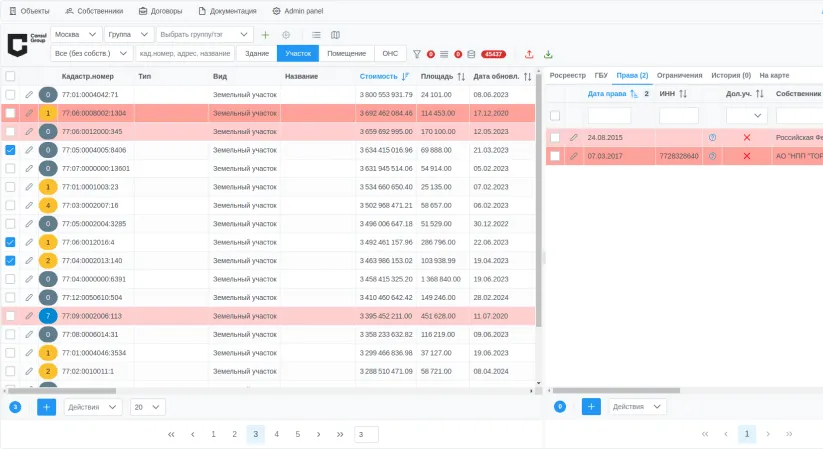 Объекты Собственники Договоры Документация Admin panel
Consul Group
Москва Группа Выбрать группу/тэг
Все (без собств.) кад.номер, адрес, название Здание Участок Помещение ОНС 0 0 45437
Кадастр.номер Тип Вид Название Стоимость Площадь Дата обновл.
0 77:01:0004042:71 Земельный участок 3 800 553 931.79 24 101.00 08.06.2023
1 77:06:0008002:1304 Земельный участок 3 692 462 084.46 114 453.00 17.12.2020
0 77:06:0012000:345 Земельный участок 3 659 692 995.00 170 100.00 12.05.2023
0 77:05:0004005:8406 Земельный участок 3 634 415 016.96 69 888.00 21.03.2023
0 77:07:0000000:13601 Земельный участок 3 631 945 514.06 54 914.00 05.02.2023
1 77:01:0001003:23 Земельный участок 3 534 660 650.40 25 135.00 07.02.2023
4 77:03:0002007:16 Земельный участок 3 502 968 471.21 58 657.00 06.02.2023
0 77:05:0002004:3285 Земельный участок 3 496 006 647.18 51 529.00 30.12.2022
1 77:06:0012016:4 Земельный участок 3 492 461 157.96 286 796.00 22.06.2023
2 77:04:0002013:140 Земельный участок 3 463 986 153.02 103 938.99 19.04.2023
0 77:04:0000000:6391 Земельный участок 3 458 415 325.20 1 368 840.00 19.06.2023
0 77:12:0050610:504 Земельный участок 3 410 460 642.42 149 246.00 28.02.2024
7 77:09:0002006:113 Земельный участок 3 395 452 211.00 451 628.00 11.07.2020
0 77:08:0006014:31 Земельный участок 3 358 233 632.82 116 219.00 09.06.2023
1 77:01:0004046:3534 Земельный участок 3 299 466 836.98 37 127.00 19.06.2023
2 77:02:0010011:1 Земельный участок 3 288 510 471.09 58 721.00 08.04.2024
3 + Действия 20
1 2 3 4 5 3
Росреестр ГБУ Права (2) Ограничения История (0) На карте
Дата права 2 ИНН Дол.уч. Собственник
24.08.2015 Российская Фе
07.03.2017 7728328640 АО "НПП "ТОР
0 + Действия
1